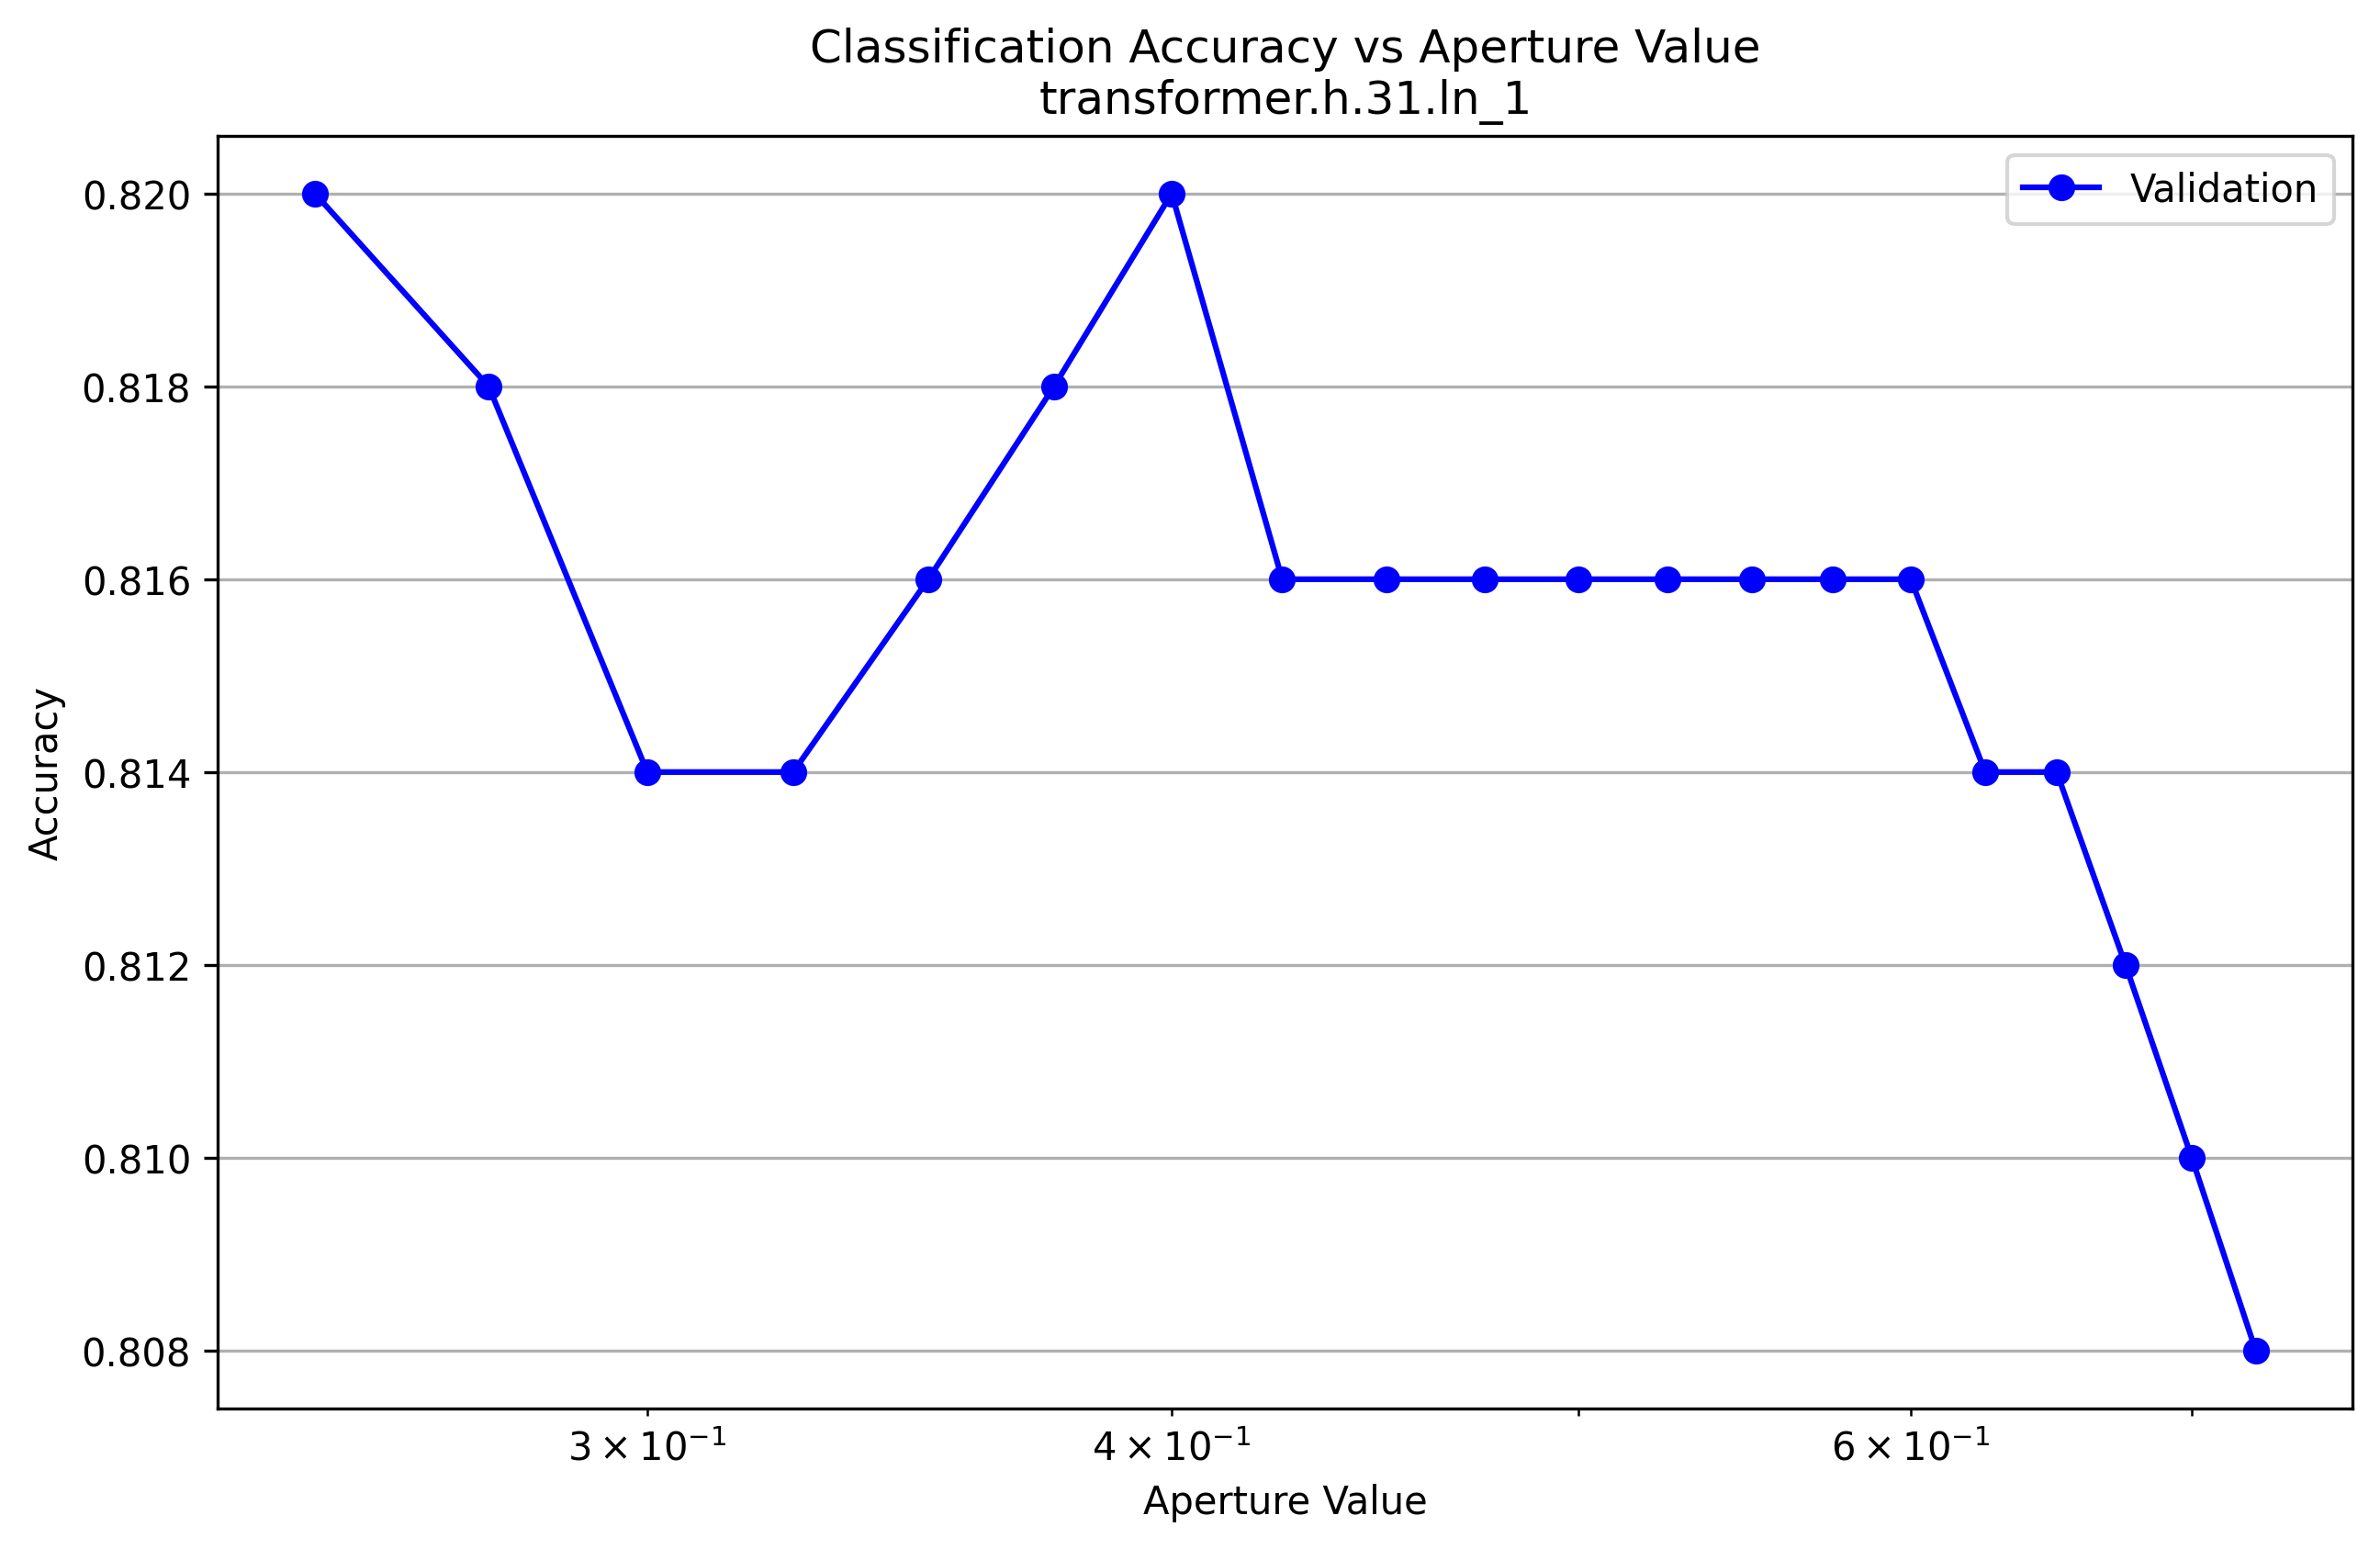 Classification Accuracy vs Aperture Value
transformer.h.31.ln_1
Validation
0.820
0.818
0.816
0.814
0.812
0.810
0.808
Accuracy
3 × 10⁻¹
4 × 10⁻¹
6 × 10⁻¹
Aperture Value